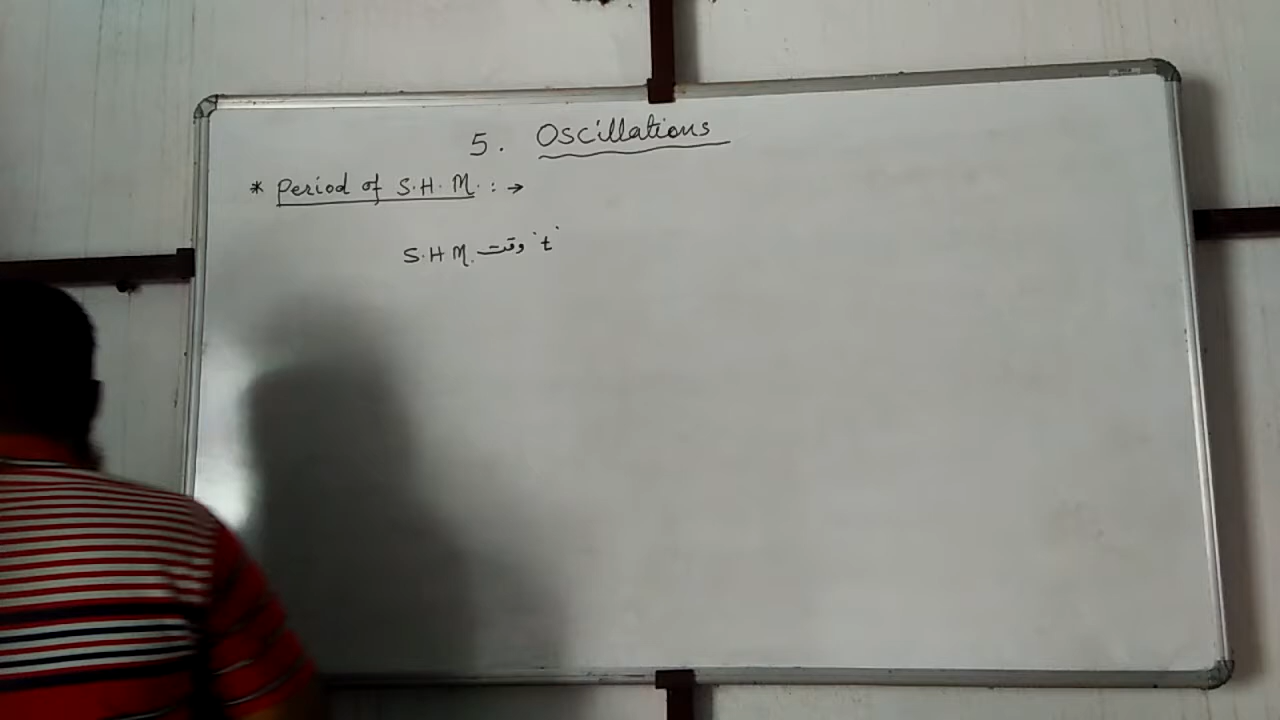 5. Oscillations
* Period of S.H.M. : →
S.H.M. وقت 't'